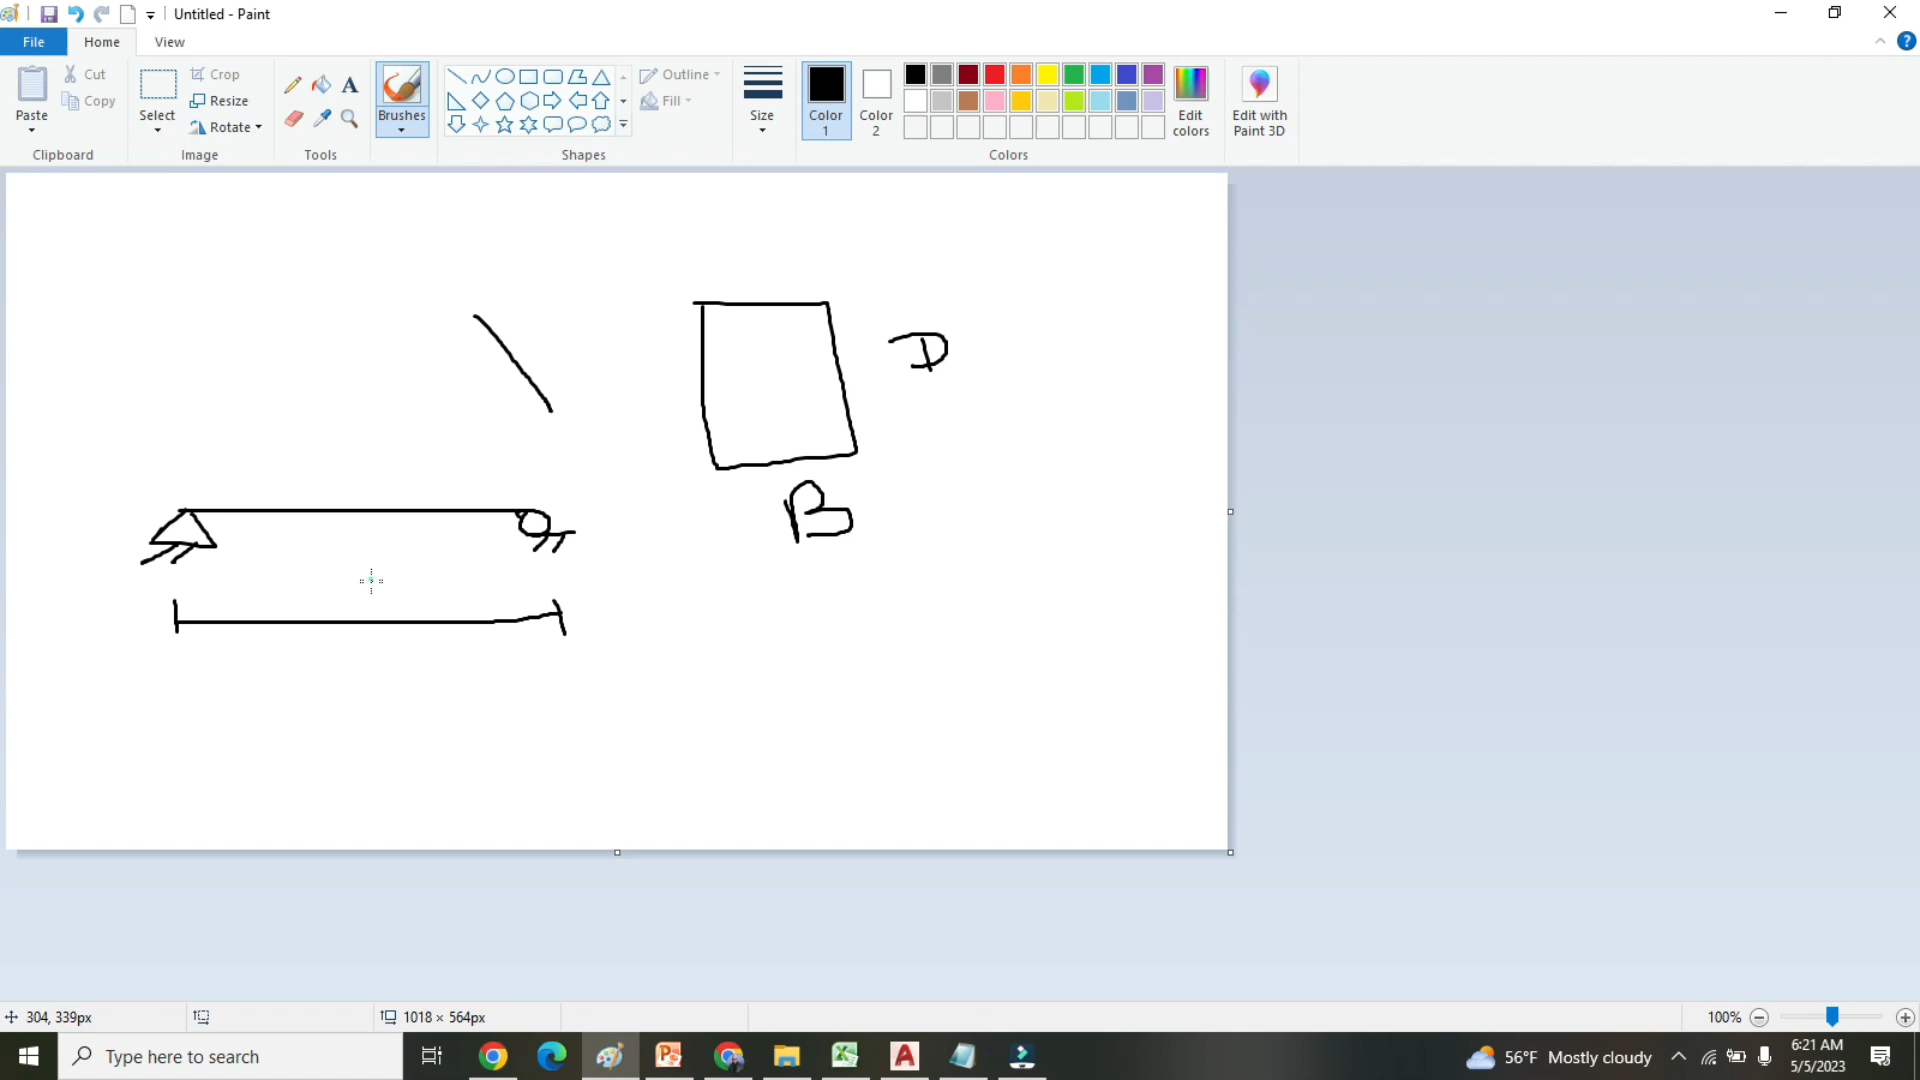 Untitled - Paint
File Home View
Paste
Cut
Copy
Clipboard
Select
Crop
Resize
Rotate
Image
A
Tools
Brushes
Shapes
Outline
Fill
Size
Color 1
Color 2
Edit colors
Colors
Edit with Paint 3D
?
D
B
304, 339px
1018 × 564px
100%
Type here to search
P
X
A
56°F Mostly cloudy
6:21 AM
5/5/2023